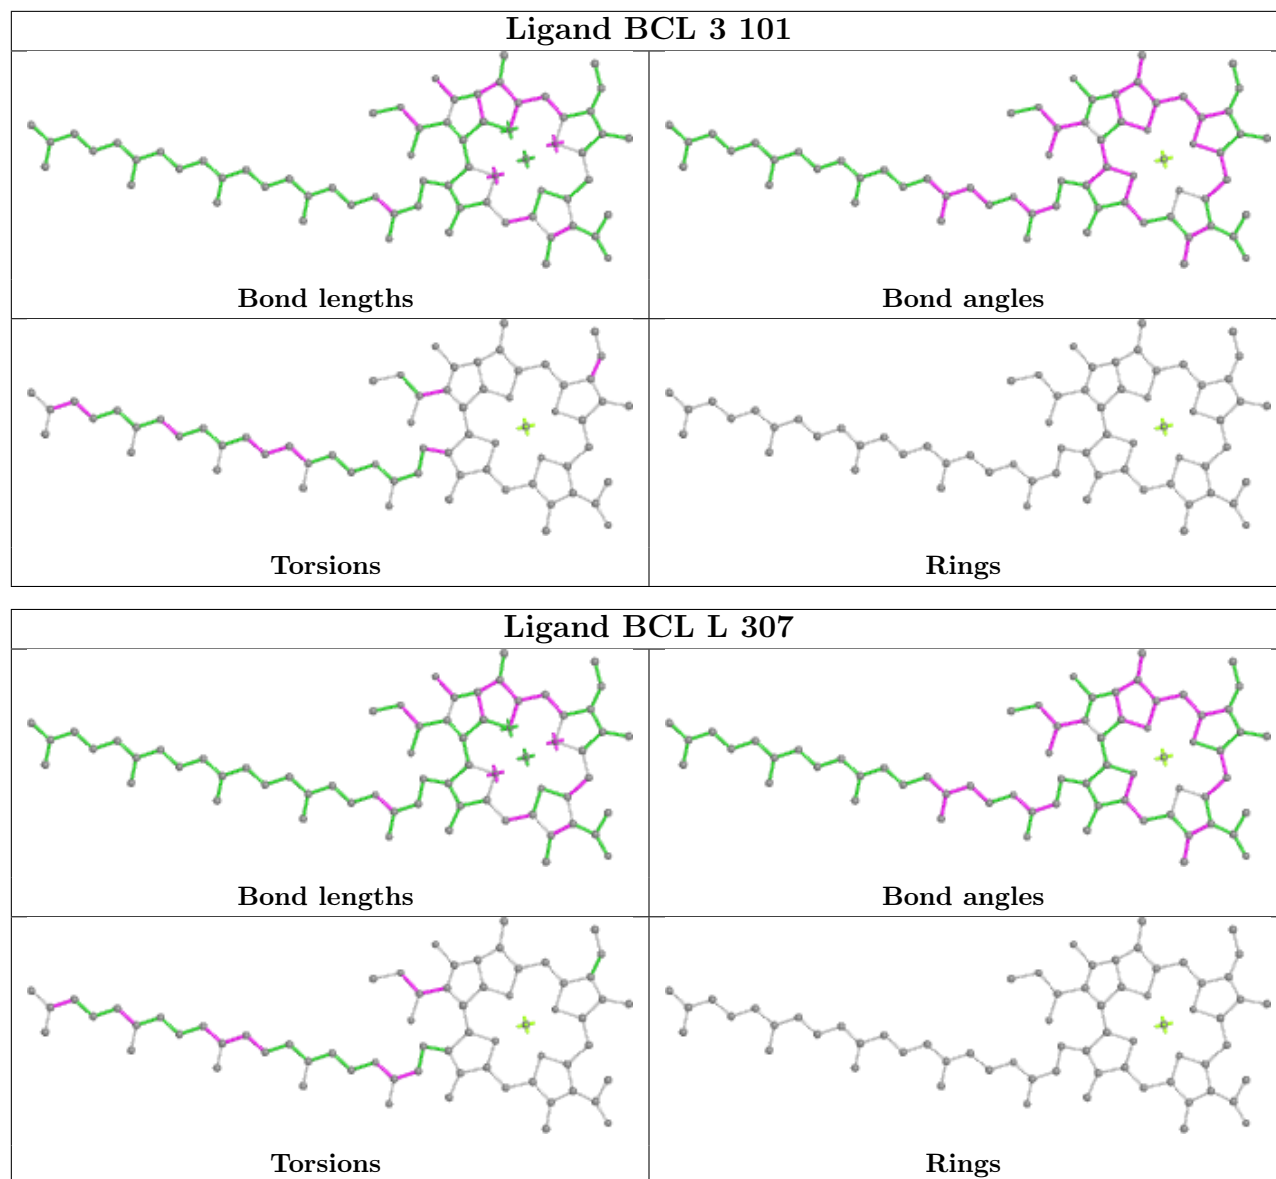 Ligand BCL 3 101
Bond lengths
Bond angles
Torsions
Rings
Ligand BCL L 307
Bond lengths
Bond angles
Torsions
Rings